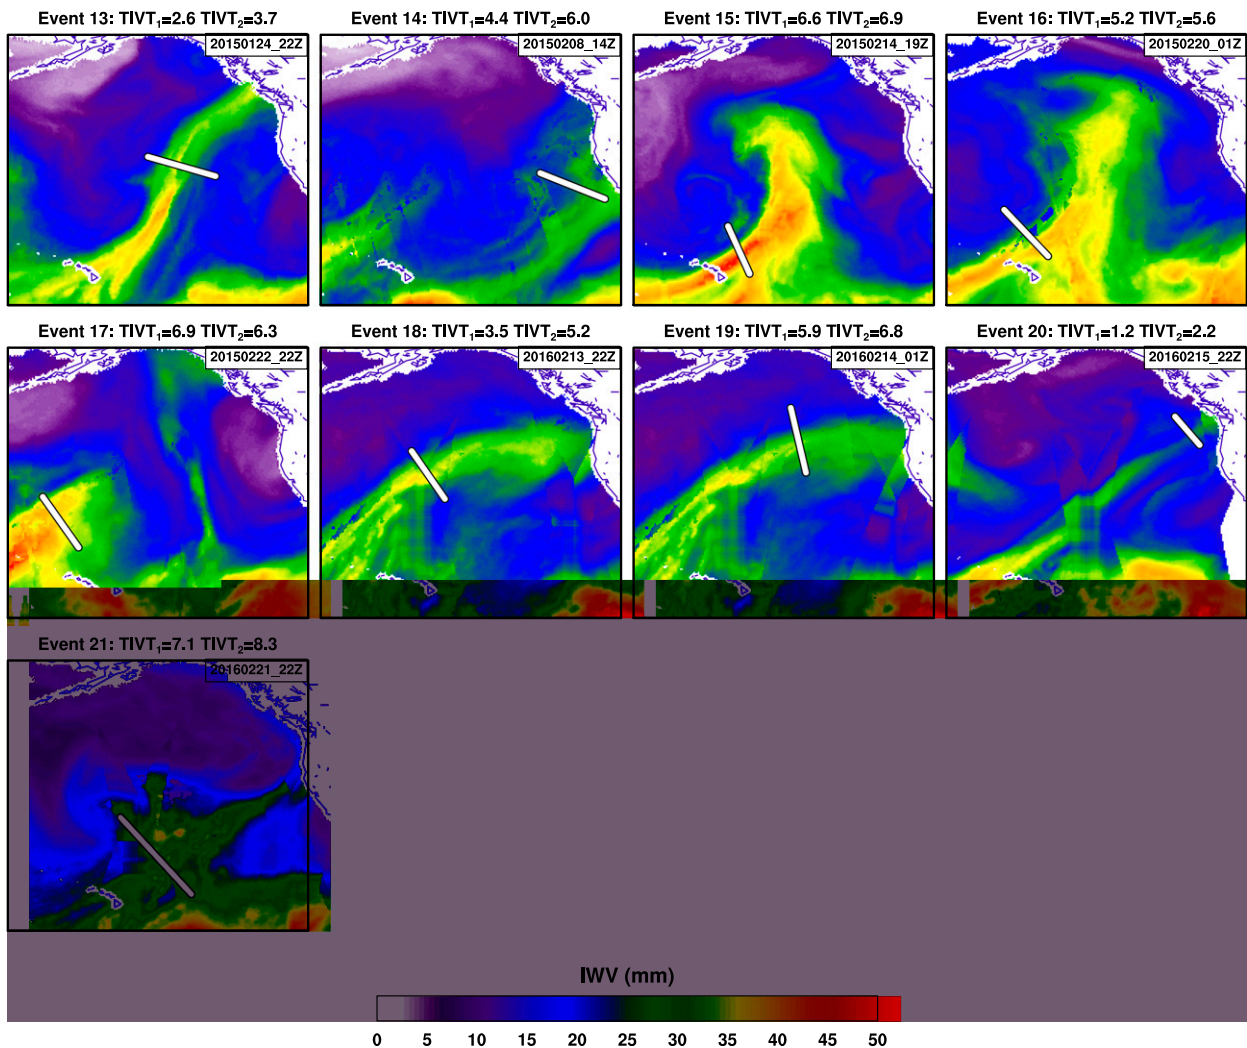 Event 13: TIVT1=2.6 TIVT2=3.7
Event 14: TIVT1=4.4 TIVT2=6.0
Event 15: TIVT1=6.6 TIVT2=6.9
Event 16: TIVT1=5.2 TIVT2=5.6
20150124_22Z
20150208_14Z
20150214_19Z
20150220_01Z
Event 17: TIVT1=6.9 TIVT2=6.3
Event 18: TIVT1=3.5 TIVT2=5.2
Event 19: TIVT1=5.9 TIVT2=6.8
Event 20: TIVT1=1.2 TIVT2=2.2
20150222_22Z
20160213_22Z
20160214_01Z
20160215_22Z
Event 21: TIVT1=7.1 TIVT2=8.3
20160221_22Z
IWV (mm)
0 5 10 15 20 25 30 35 40 45 50